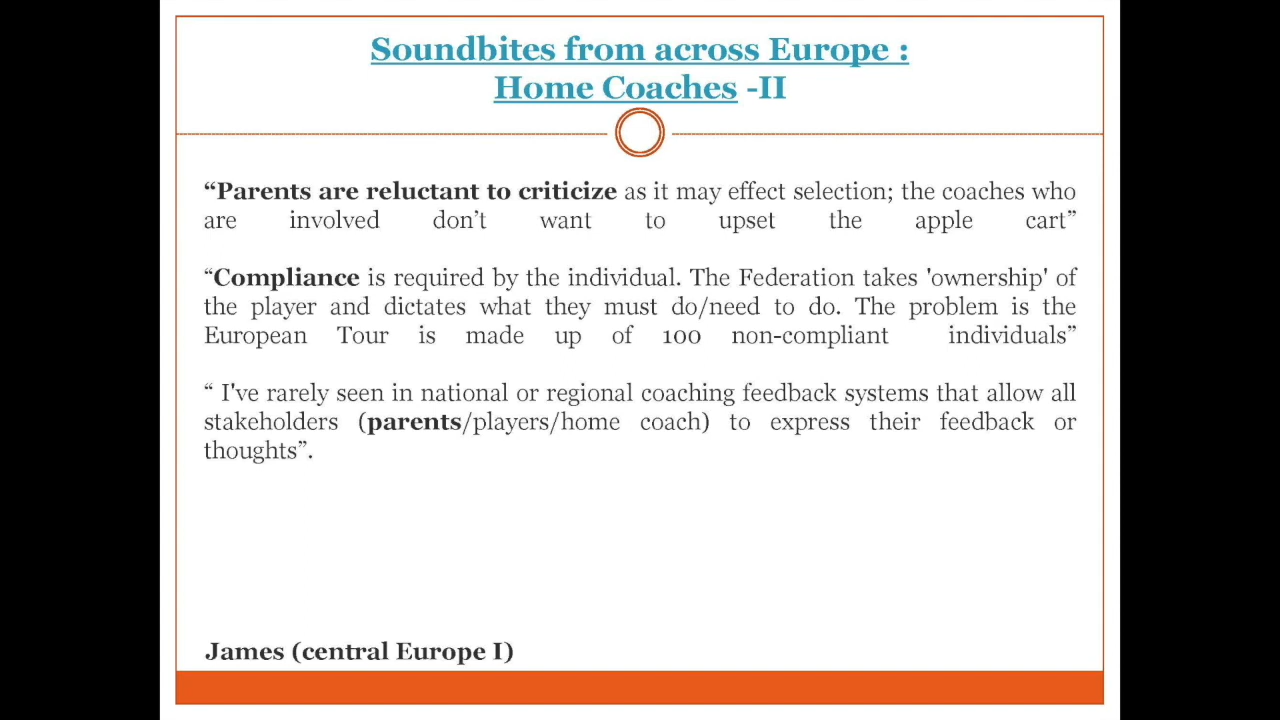 Soundbites from across Europe :
Home Coaches -II
“Parents are reluctant to criticize as it may effect selection; the coaches who
are involved don’t want to upset the apple cart”
“Compliance is required by the individual. The Federation takes 'ownership' of
the player and dictates what they must do/need to do. The problem is the
European Tour is made up of 100 non-compliant individuals”
“ I've rarely seen in national or regional coaching feedback systems that allow all
stakeholders (parents/players/home coach) to express their feedback or
thoughts”.
James (central Europe I)